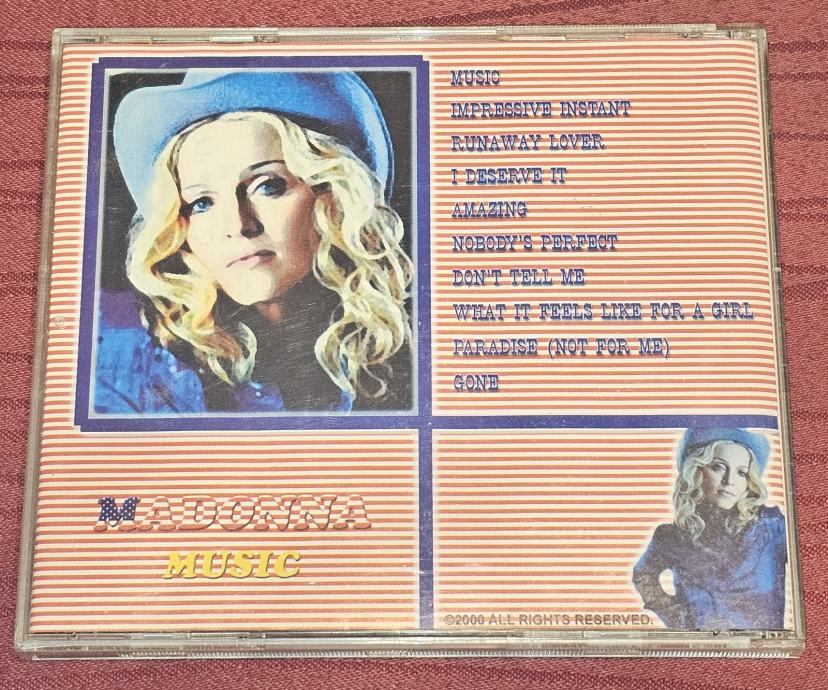 MUSIC
IMPRESSIVE INSTANT
RUNAWAY LOVER
I DESERVE IT
AMAZING
NOBODY'S PERFECT
DON'T TELL ME
WHAT IT FEELS LIKE FOR A GIRL
PARADISE (NOT FOR ME)
GONE
MADONNA
MUSIC
©2000 ALL RIGHTS RESERVED.